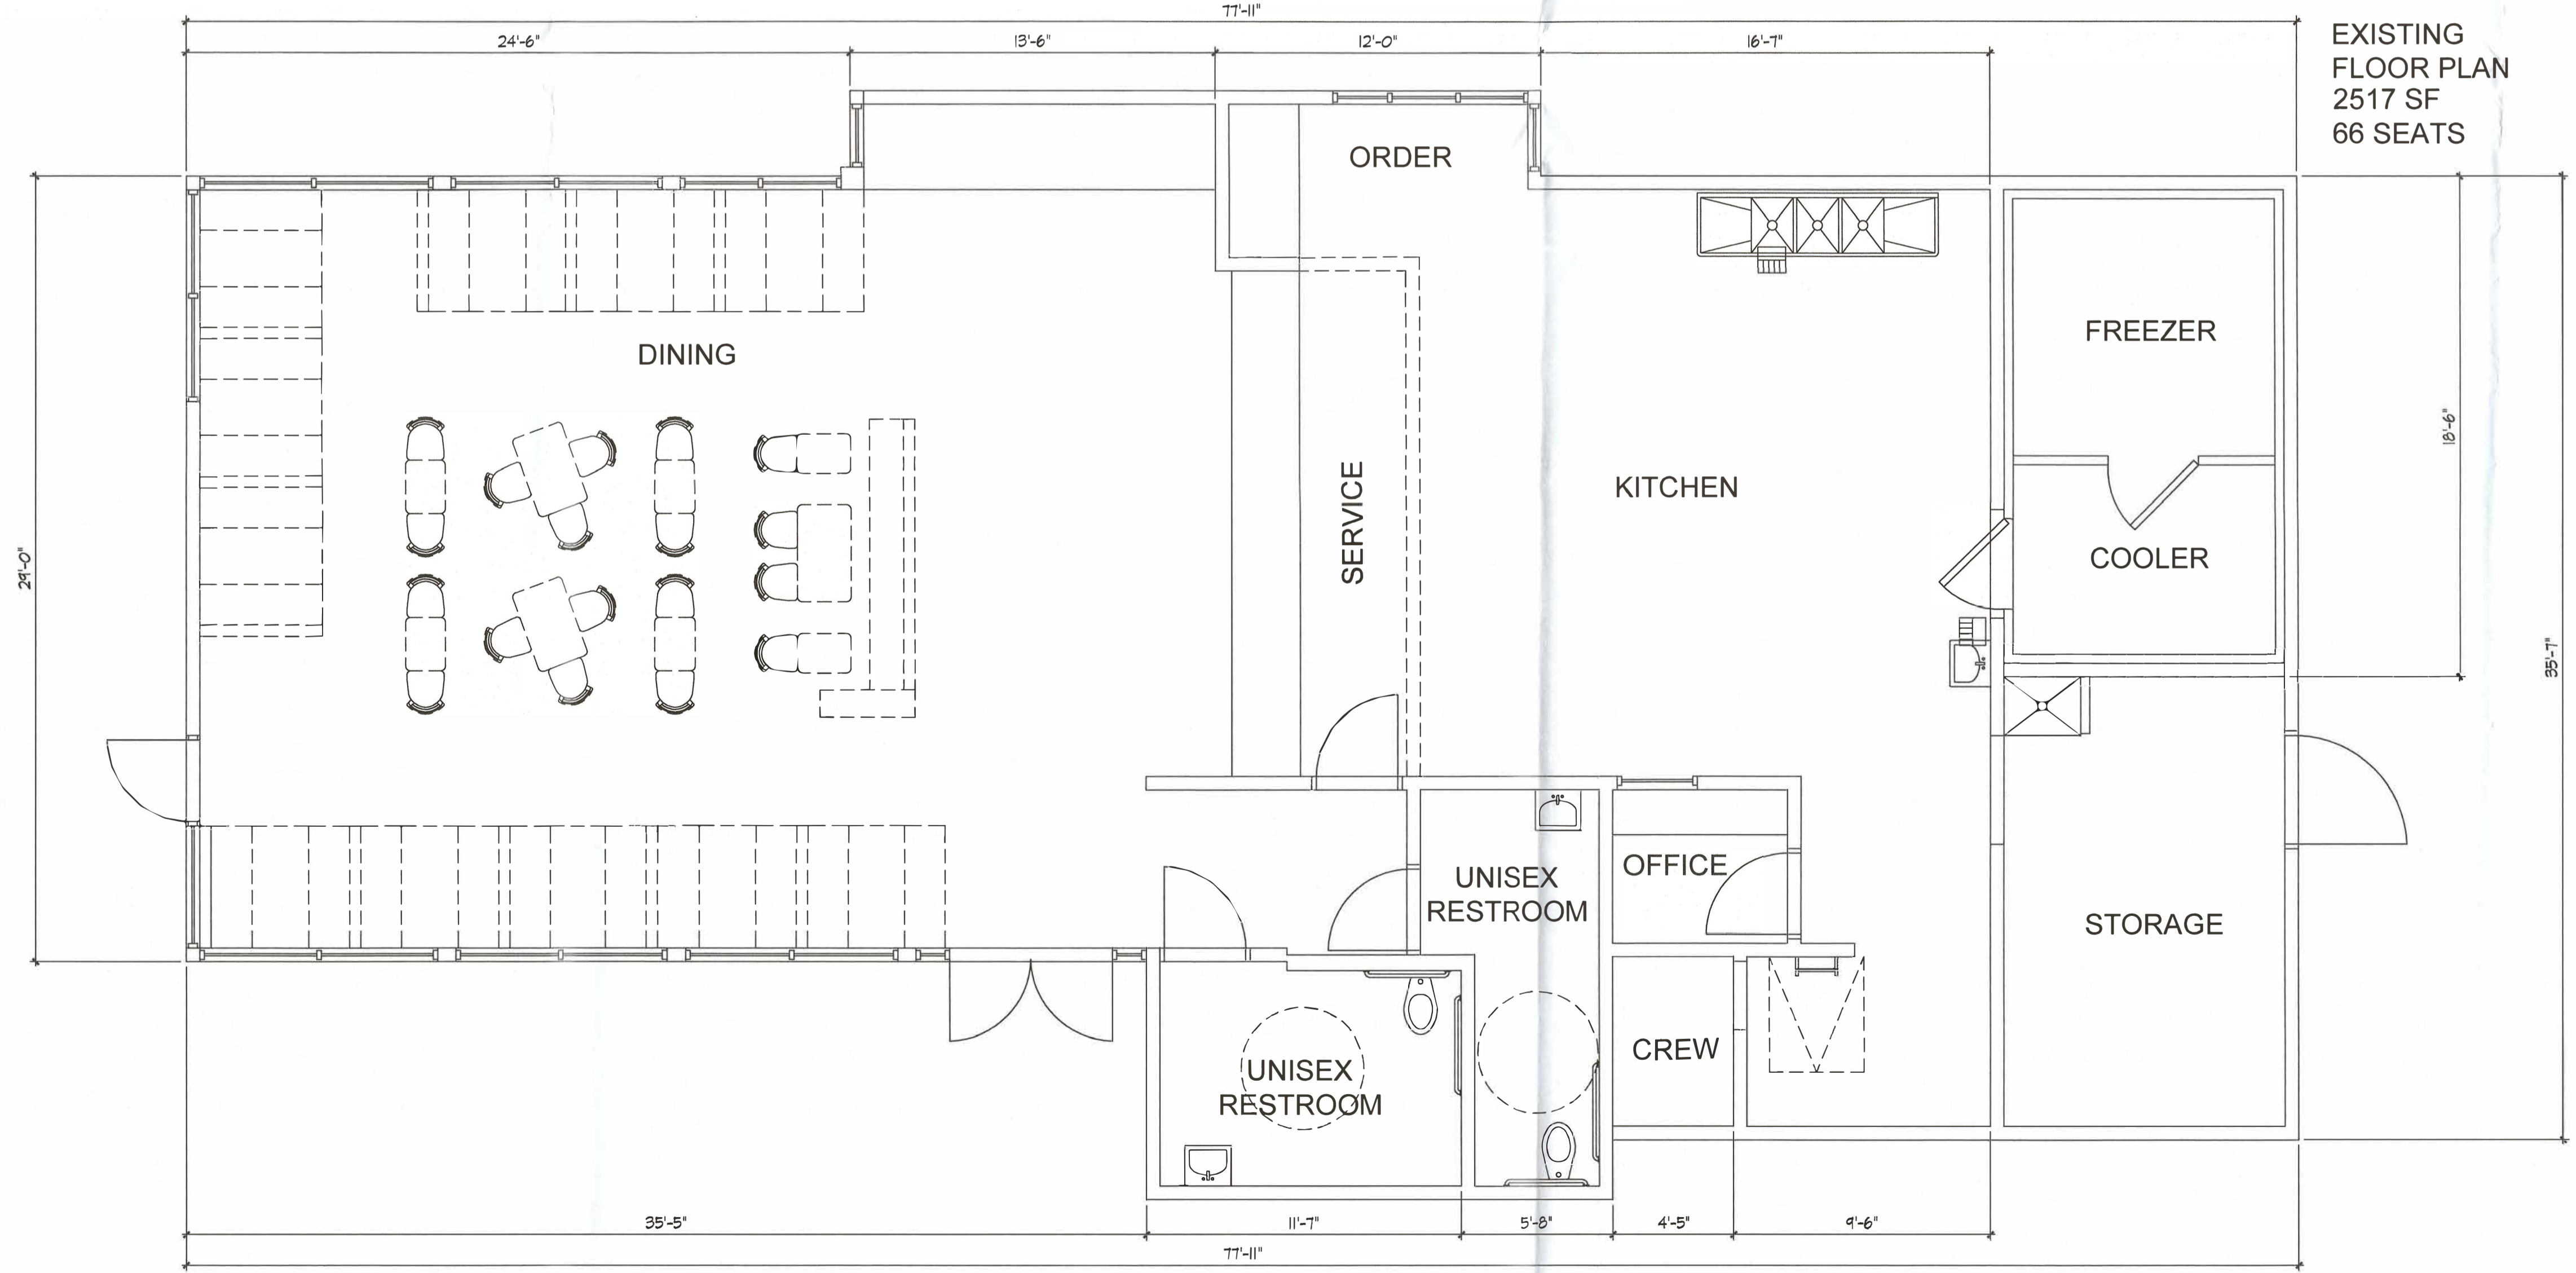 77'-11"
24'-6"
13'-6"
12'-0"
16'-7"
EXISTING
FLOOR PLAN
2517 SF
66 SEATS
ORDER
DINING
FREEZER
SERVICE
KITCHEN
COOLER
18'-6"
29'-0"
35'-7"
UNISEX
RESTROOM
OFFICE
STORAGE
UNISEX
RESTROOM
CREW
35'-5"
11'-7"
5'-8"
4'-5"
9'-6"
77'-11"